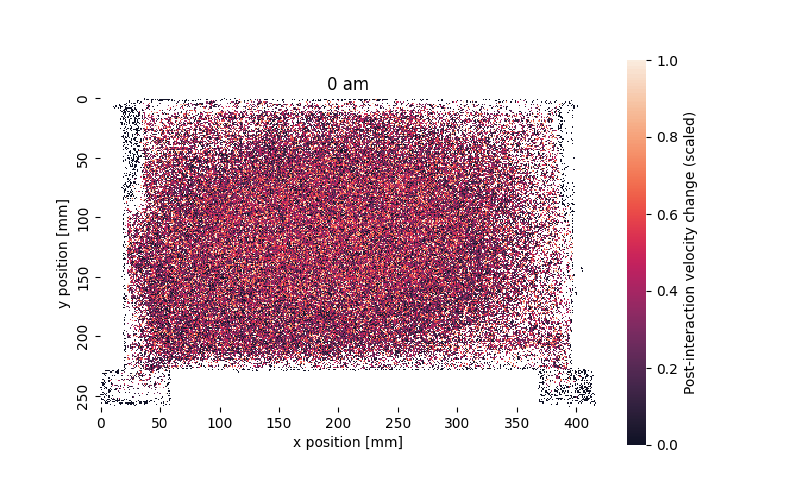 0 am
0
50
100
150
200
250
y position [mm]
0 50 100 150 200 250 300 350 400
x position [mm]
1.0
0.8
0.6
0.4
0.2
0.0
Post-interaction velocity change (scaled)